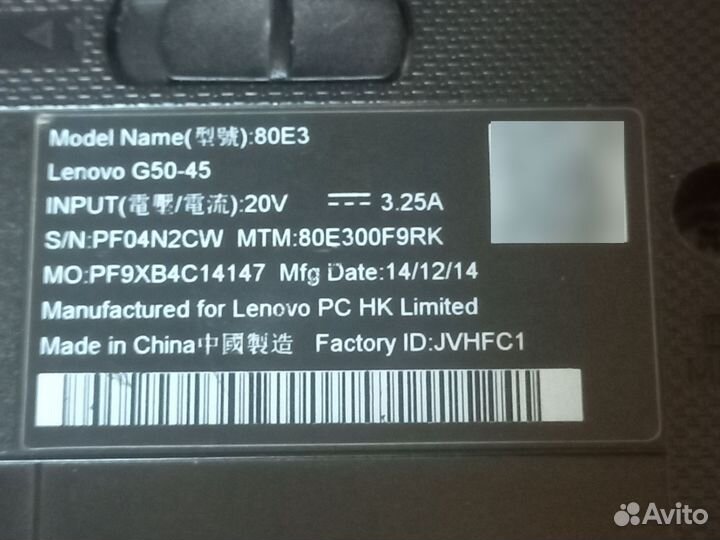 Model Name(型號):80E3
Lenovo G50-45
INPUT(電壓/電流):20V ⎓ 3.25A
S/N:PF04N2CW MTM:80E300F9RK
MO:PF9XB4C14147 Mfg Date:14/12/14
Manufactured for Lenovo PC HK Limited
Made in China中國製造 Factory ID:JVHFC1
Avito